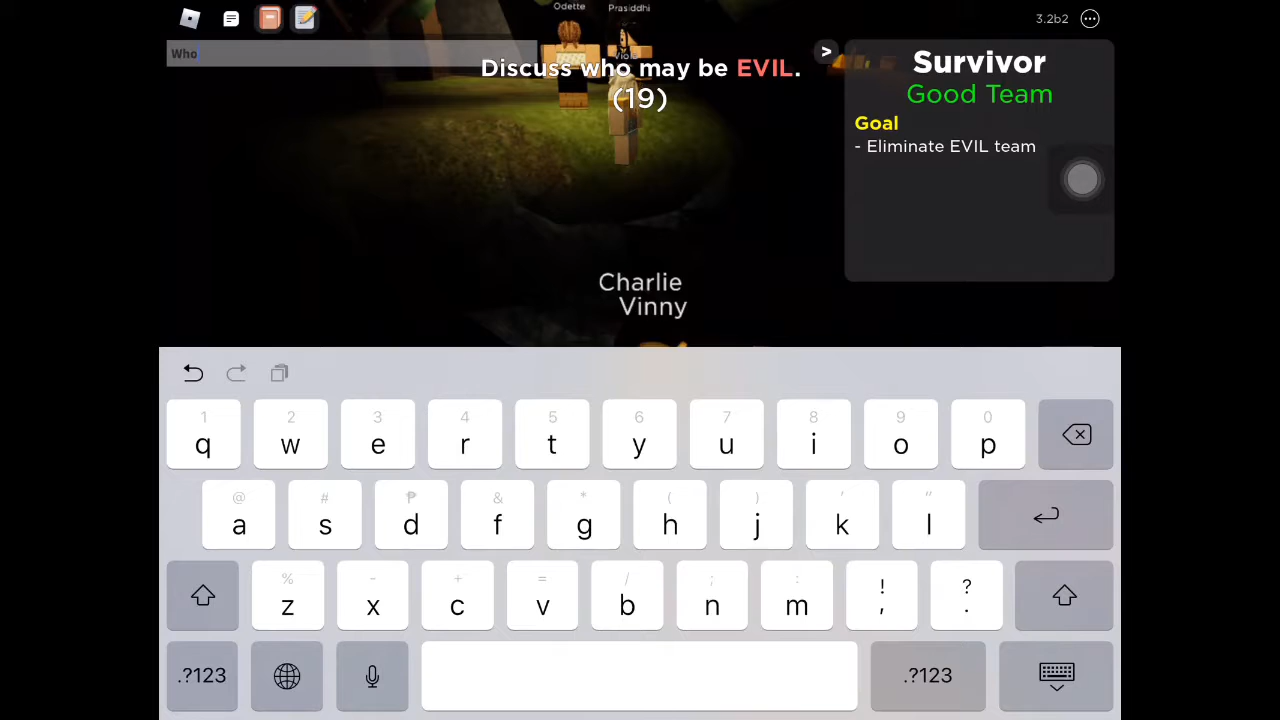 Odette
Prasiddhi
3.2b2
Who
Viola
>
Discuss who may be EVIL.
(19)
Survivor
Good Team
Goal
- Eliminate EVIL team
Charlie
Vinny
1 2 3 4 5 6 7 8 9 0
q w e r t y u i o p
@ # ₱ & * ( ) ' "
a s d f g h j k l
% - + = / ; : ! ?
z x c v b n m , .
.?123
.?123